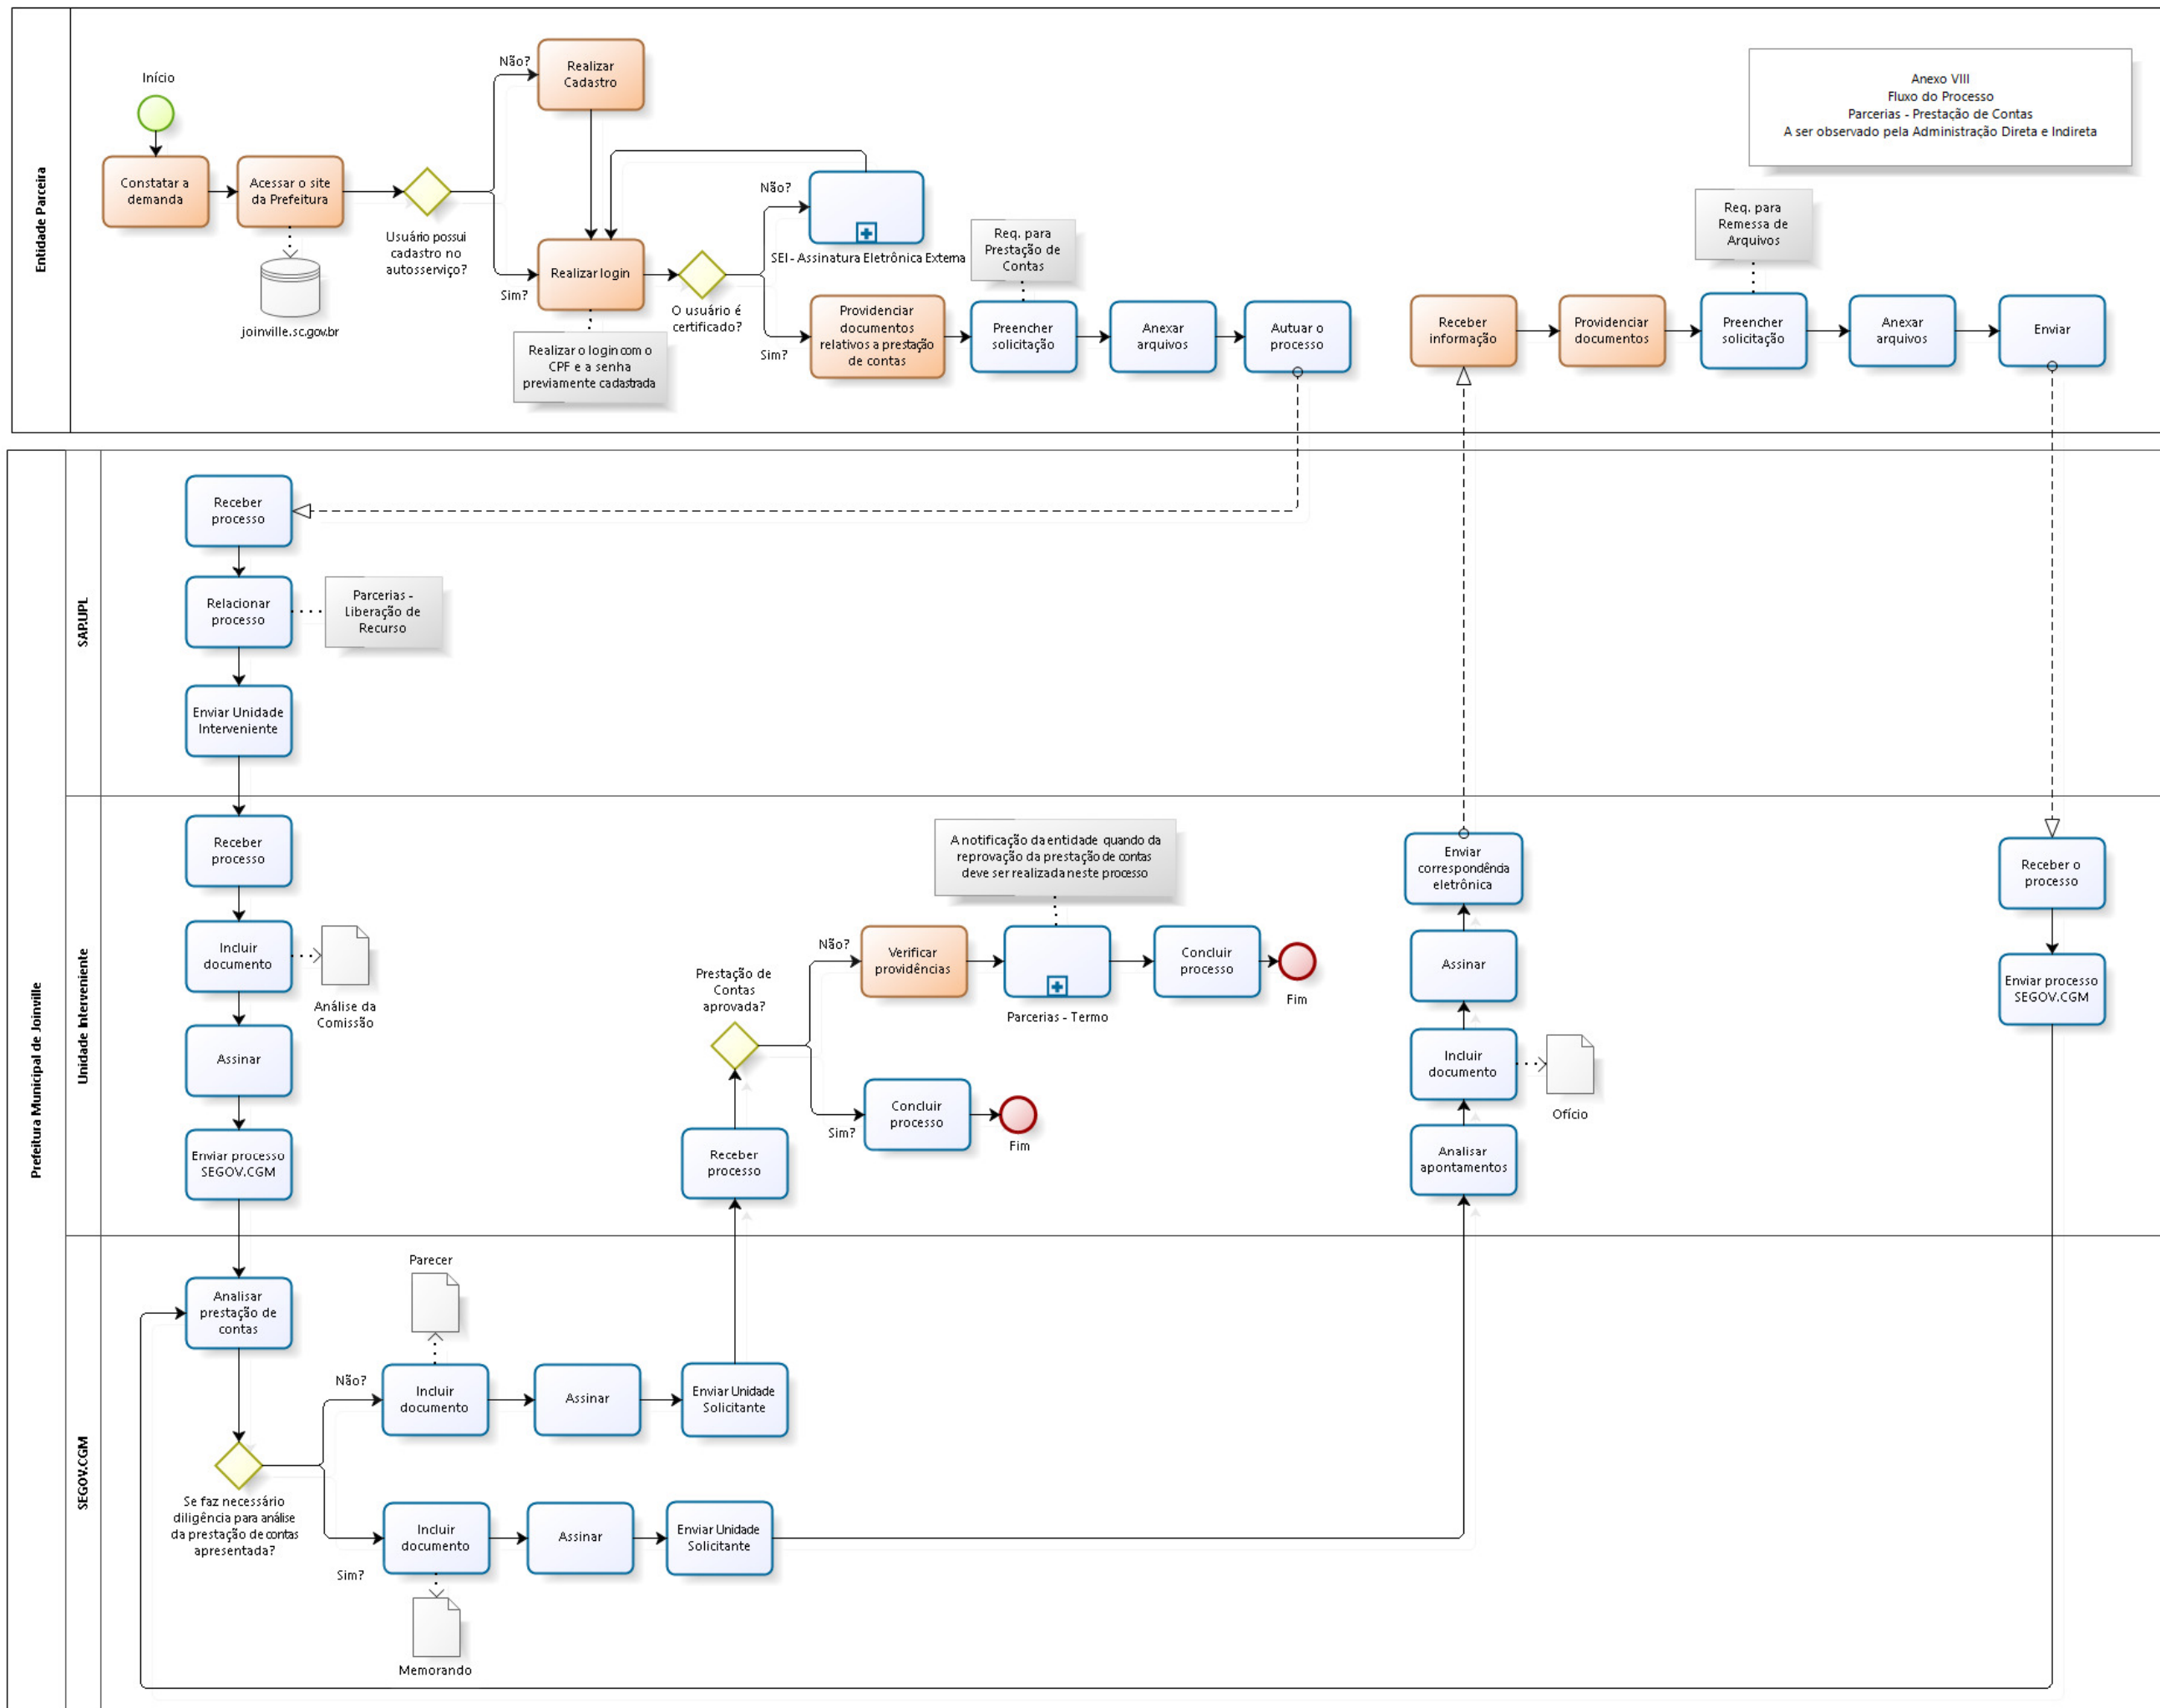 Anexo VIII
Fluxo do Processo
Parcerias - Prestação de Contas
A ser observado pela Administração Direta e Indireta
Entidade Parceira
Início
Constatar a
demanda
Acessar o site
da Prefeitura
joinville.sc.gov.br
Usuário possui
cadastro no
autosserviço?
Não?
Realizar
Cadastro
Sim?
Realizar login
Realizar o login com o
CPF e a senha
previamente cadastrada
O usuário é
certificado?
Não?
SEI - Assinatura Eletrônica Externa
Sim?
Providenciar
documentos
relativos a prestação
de contas
Req. para
Prestação de
Contas
Preencher
solicitação
Anexar
arquivos
Autuar o
processo
Receber
informação
Providenciar
documentos
Req. para
Remessa de
Arquivos
Preencher
solicitação
Anexar
arquivos
Enviar
Prefeitura Municipal de Joinville
SAP.UPL
Receber
processo
Relacionar
processo
Parcerias -
Liberação de
Recurso
Enviar Unidade
Interveniente
Unidade Interveniente
Receber
processo
Incluir
documento
Análise da
Comissão
Assinar
Enviar processo
SEGOV.CGM
Receber
processo
Prestação de
Contas
aprovada?
Não?
Verificar
providências
A notificação da entidade quando da
reprovação da prestação de contas
deve ser realizada neste processo
Parcerias - Termo
Concluir
processo
Fim
Sim?
Concluir
processo
Fim
Enviar
correspondência
eletrônica
Assinar
Incluir
documento
Ofício
Analisar
apontamentos
Receber o
processo
Enviar processo
SEGOV.CGM
SEGOV.CGM
Analisar
prestação de
contas
Se faz necessário
diligência para análise
da prestação de contas
apresentada?
Não?
Parecer
Incluir
documento
Assinar
Enviar Unidade
Solicitante
Sim?
Incluir
documento
Memorando
Assinar
Enviar Unidade
Solicitante